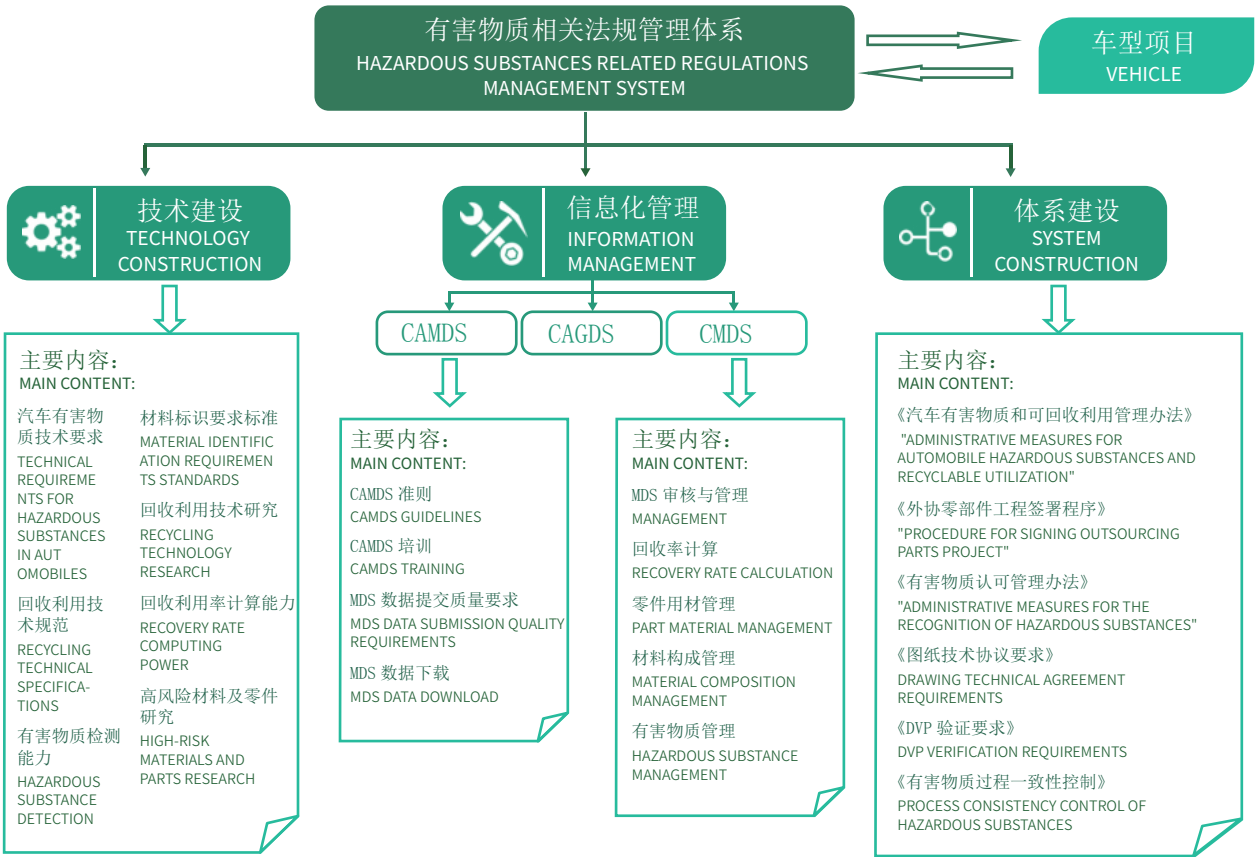 有害物质相关法规管理体系
HAZARDOUS SUBSTANCES RELATED REGULATIONS
MANAGEMENT SYSTEM
车型项目
VEHICLE
技术建设
TECHNOLOGY
CONSTRUCTION
信息化管理
INFORMATION
MANAGEMENT
体系建设
SYSTEM
CONSTRUCTION
CAMDS
CAGDS
CMDS
主要内容:
MAIN CONTENT:
汽车有害物
质技术要求
TECHNICAL
REQUIREME
NTS FOR
HAZARDOUS
SUBSTANCES
IN AUT
OMOBILES
回收利用技
术规范
RECYCLING
TECHNICAL
SPECIFICA-
TIONS
有害物质检测
能力
HAZARDOUS
SUBSTANCE
DETECTION
材料标识要求标准
MATERIAL IDENTIFIC
ATION REQUIREMEN
TS STANDARDS
回收利用技术研究
RECYCLING
TECHNOLOGY
RESEARCH
回收利用率计算能力
RECOVERY RATE
COMPUTING
POWER
高风险材料及零件
研究
HIGH-RISK
MATERIALS AND
PARTS RESEARCH
主要内容:
MAIN CONTENT:
CAMDS 准则
CAMDS GUIDELINES
CAMDS 培训
CAMDS TRAINING
MDS 数据提交质量要求
MDS DATA SUBMISSION QUALITY
REQUIREMENTS
MDS 数据下载
MDS DATA DOWNLOAD
主要内容:
MAIN CONTENT:
MDS 审核与管理
MANAGEMENT
回收率计算
RECOVERY RATE CALCULATION
零件用材管理
PART MATERIAL MANAGEMENT
材料构成管理
MATERIAL COMPOSITION
MANAGEMENT
有害物质管理
HAZARDOUS SUBSTANCE
MANAGEMENT
主要内容:
MAIN CONTENT:
《汽车有害物质和可回收利用管理办法》
"ADMINISTRATIVE MEASURES FOR
AUTOMOBILE HAZARDOUS SUBSTANCES AND
RECYCLABLE UTILIZATION"
《外协零部件工程签署程序》
"PROCEDURE FOR SIGNING OUTSOURCING
PARTS PROJECT"
《有害物质认可管理办法》
"ADMINISTRATIVE MEASURES FOR THE
RECOGNITION OF HAZARDOUS SUBSTANCES"
《图纸技术协议要求》
DRAWING TECHNICAL AGREEMENT
REQUIREMENTS
《DVP 验证要求》
DVP VERIFICATION REQUIREMENTS
《有害物质过程一致性控制》
PROCESS CONSISTENCY CONTROL OF
HAZARDOUS SUBSTANCES